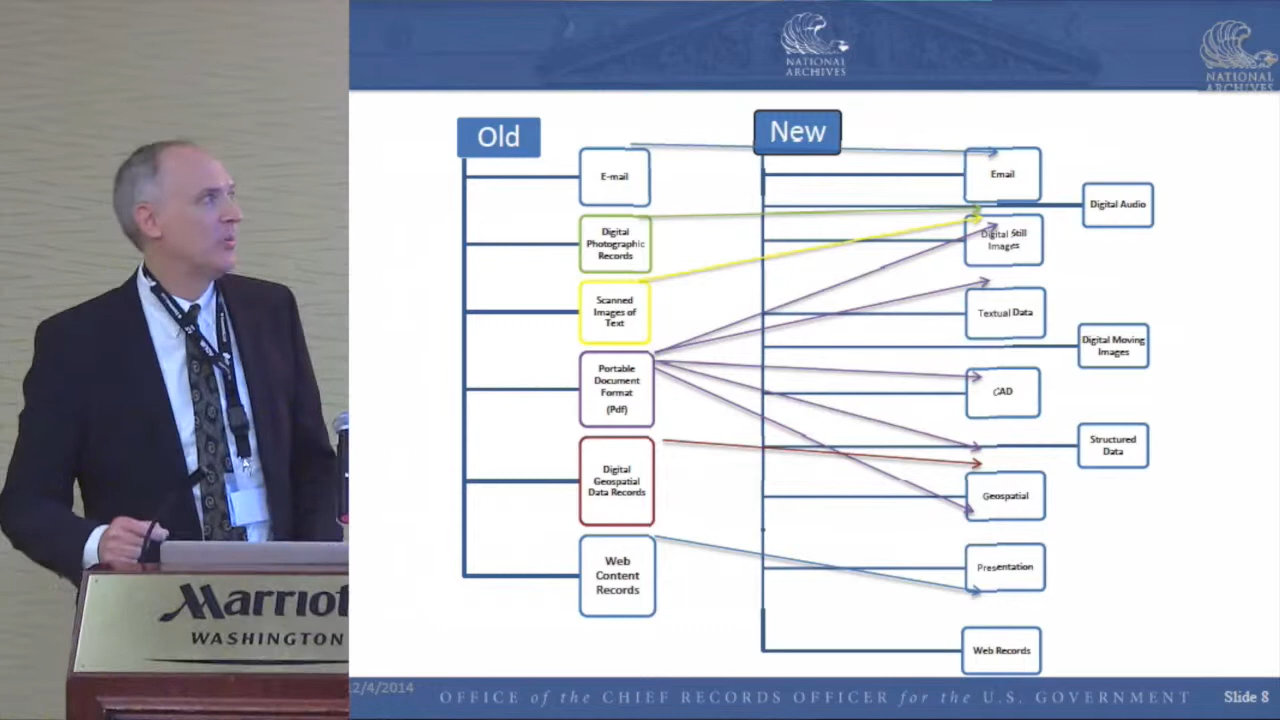 NATIONAL
ARCHIVES
NATIONAL
ARCHIVES
Old
New
E-mail
Digital
Photographic
Records
Scanned
Images of
Text
Portable
Document
Format
(Pdf)
Digital
Geospatial
Data Records
Web
Content
Records
Email
Digital Audio
Digital Still
Images
Textual Data
Digital Moving
Images
CAD
Structured
Data
Geospatial
Presentation
Web Records
Marriot
WASHINGTON
2/4/2014
OFFICE of the CHIEF RECORDS OFFICER for the U.S. GOVERNMENT
Slide 8